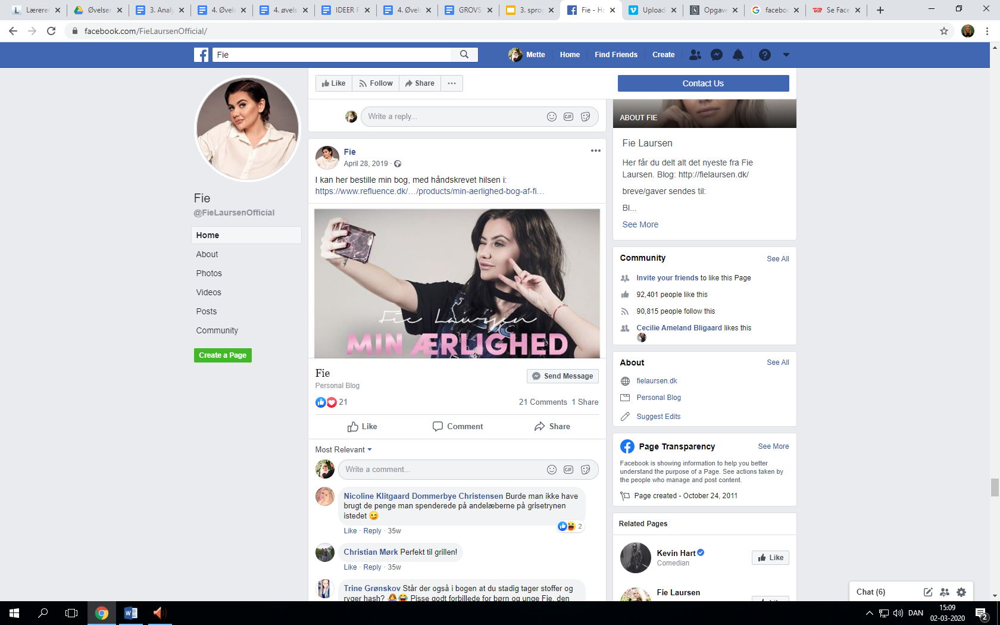 Lærerer
Øvelser
3. Analy
4. Øvels
4. øvels
IDEER F
4. Øvels
GROVS
3. sprog
Fie - Ho
Upload
Opgave
facebo
Se Face
facebook.com/FieLaursenOfficial/
Fie
Mette
Home
Find Friends
Create
Like
Follow
Share
Contact Us
Write a reply...
GIF
Fie
@FieLaursenOfficial
Home
About
Photos
Videos
Posts
Community
Create a Page
Fie
April 28, 2019 ·
I kan her bestille min bog, med håndskrevet hilsen i:
https://www.refluence.dk/…/products/min-aerlighed-bog-af-fi…
Fie Laursen
MIN ÆRLIGHED
Fie
Personal Blog
Send Message
21
21 Comments 1 Share
Like
Comment
Share
Most Relevant
Write a comment...
GIF
Nicoline Klitgaard Dommerbye Christensen Burde man ikke have
brugt de penge man spenderede på andelæberne på grisetrynen
istedet 😉
2
Like · Reply · 35w
Christian Mørk Perfekt til grillen!
Like · Reply · 35w
Trine Grønskov Står der også i bogen at du stadig tager stoffer og
ryger hash? 🤷‍♀️😂 Pisse godt forbillede for børn og unge Fie, den
ABOUT FIE
Fie Laursen
Her får du delt alt det nyeste fra Fie
Laursen. Blog: http://fielaursen.dk/
breve/gaver sendes til:
Bl...
See More
Community
See All
Invite your friends to like this Page
92,401 people like this
90,815 people follow this
Cecilie Ameland Bligaard likes this
About
See All
fielaursen.dk
Personal Blog
Suggest Edits
Page Transparency
See More
Facebook is showing information to help you better
understand the purpose of a Page. See actions taken by
the people who manage and post content.
Page created - October 24, 2011
Related Pages
Kevin Hart
Comedian
Like
Fie Laursen
Chat (6)
DAN
15:09
02-03-2020
2